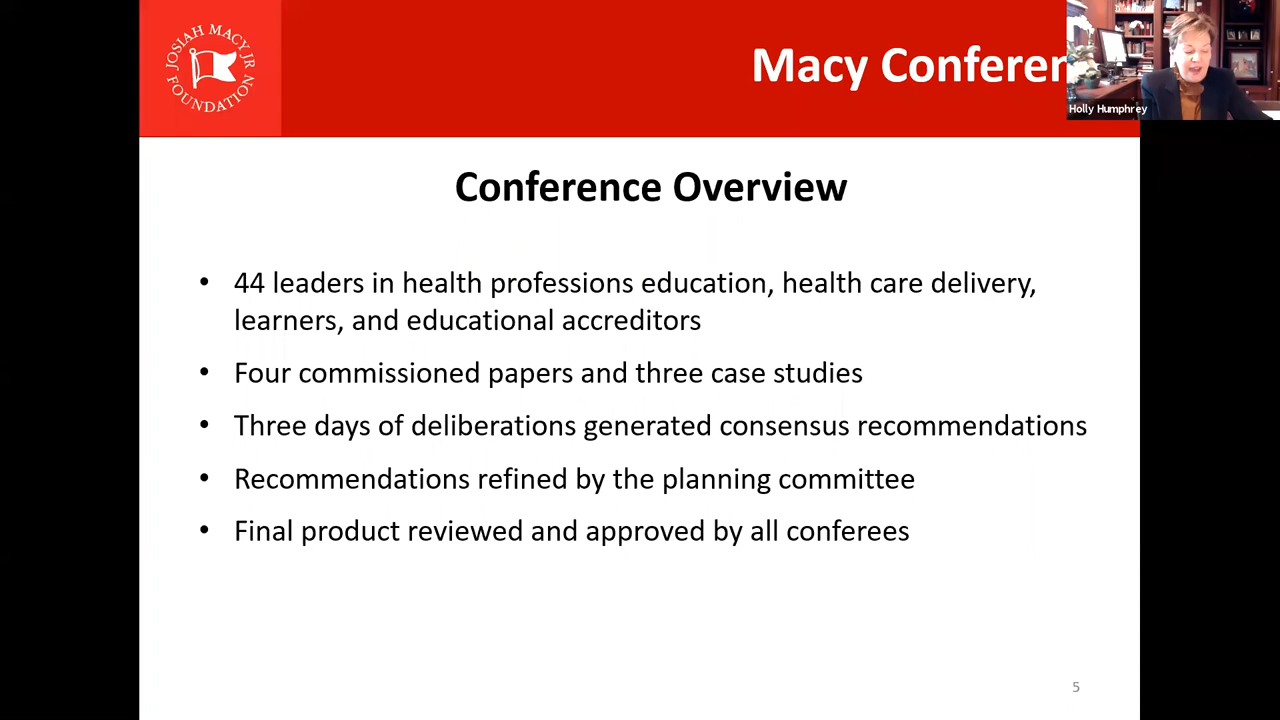 JOSIAH MACY JR
FOUNDATION
Macy Conferen
Holly Humphrey
Conference Overview
• 44 leaders in health professions education, health care delivery,
learners, and educational accreditors
• Four commissioned papers and three case studies
• Three days of deliberations generated consensus recommendations
• Recommendations refined by the planning committee
• Final product reviewed and approved by all conferees
5